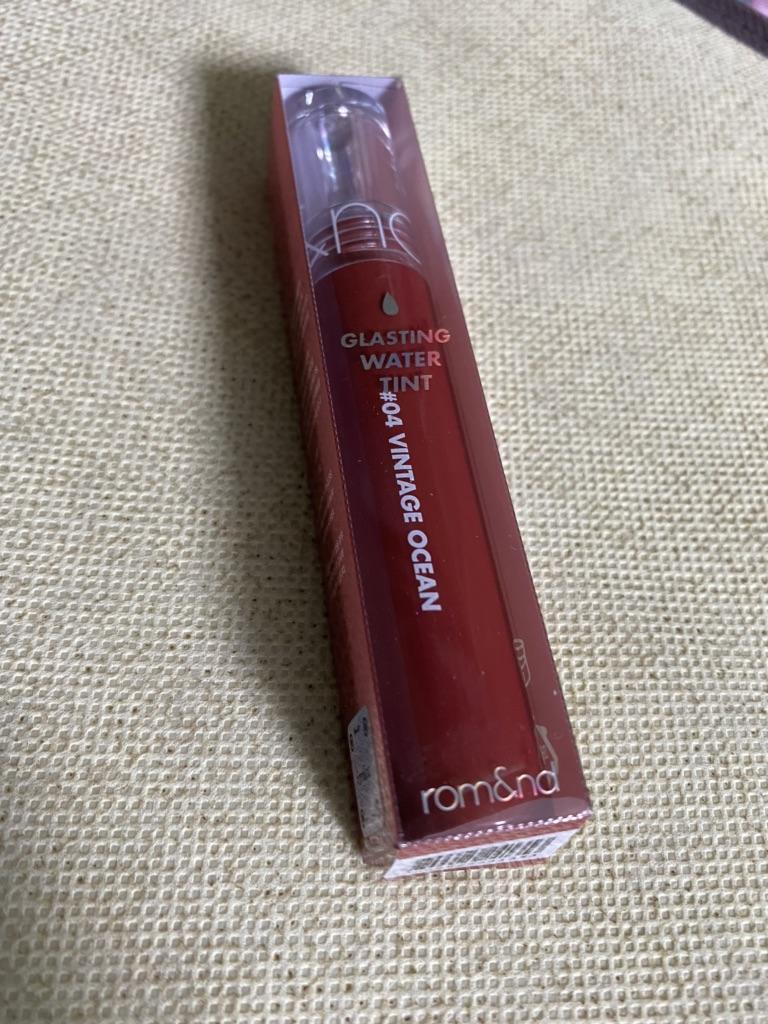 GLASTING
WATER
TINT
#04 VINTAGE OCEAN
rom&nd